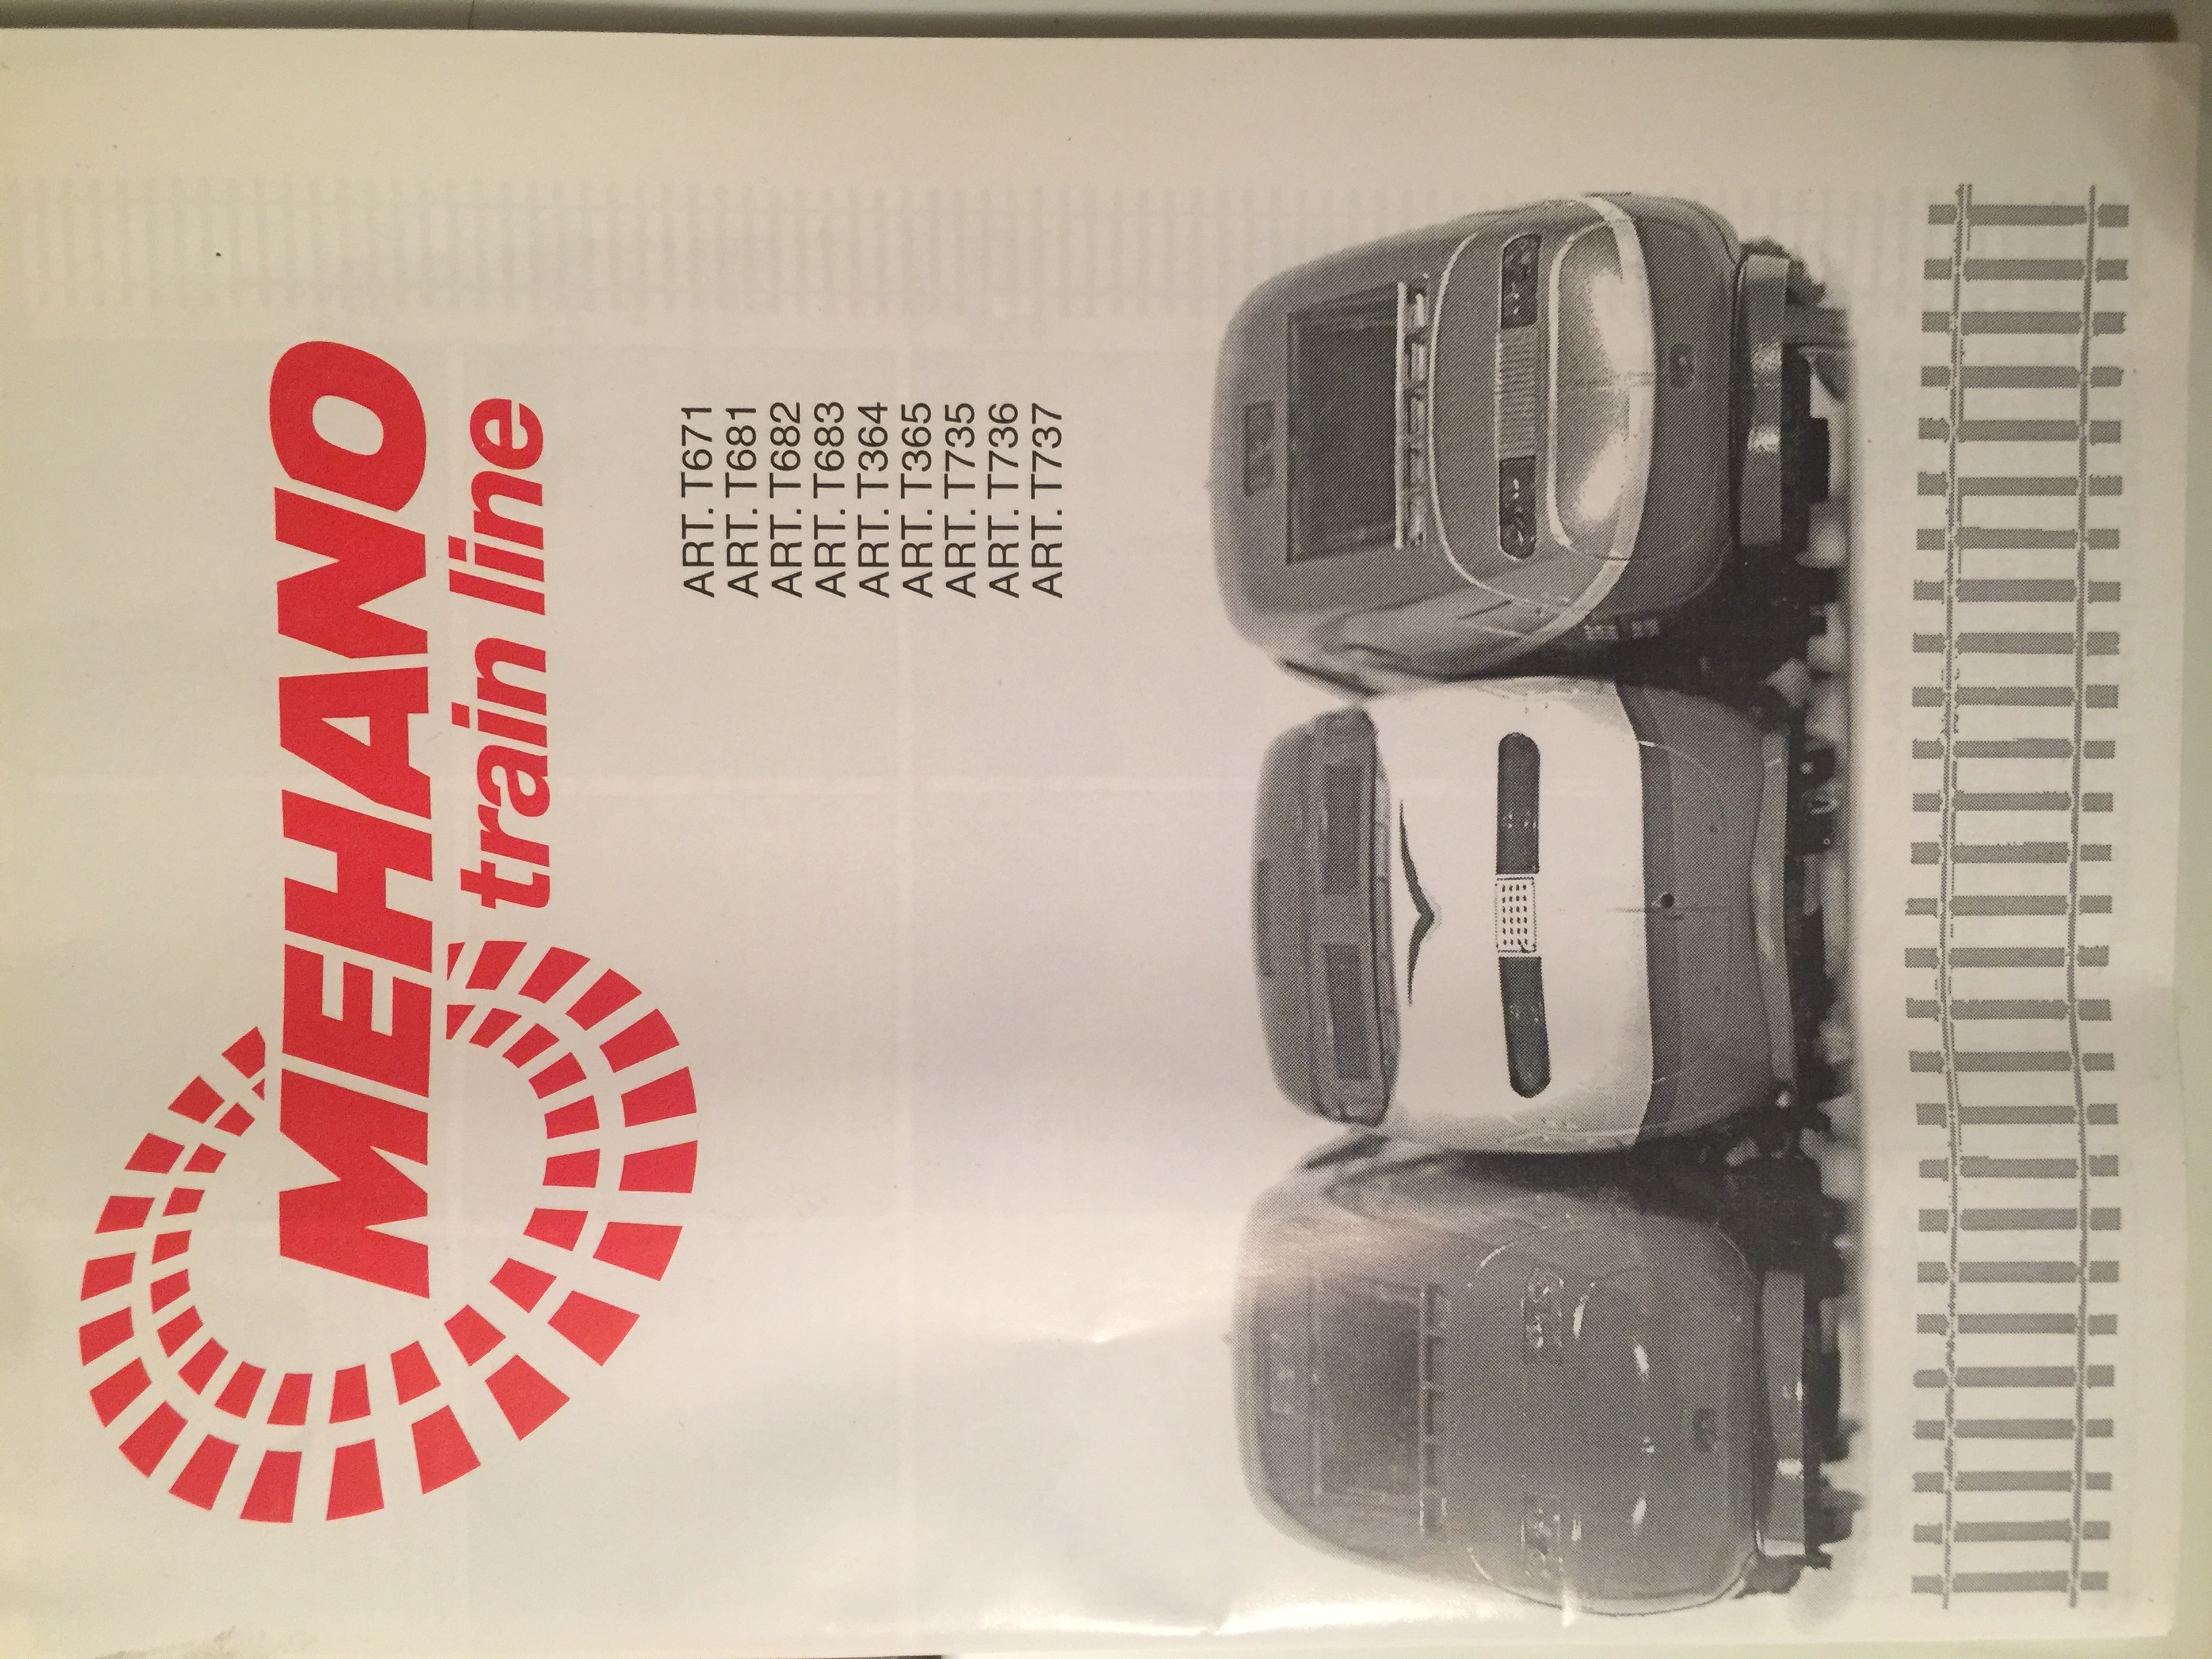 MEHANO
train line
ART. T671
ART. T681
ART. T682
ART. T683
ART. T364
ART. T365
ART. T735
ART. T736
ART. T737